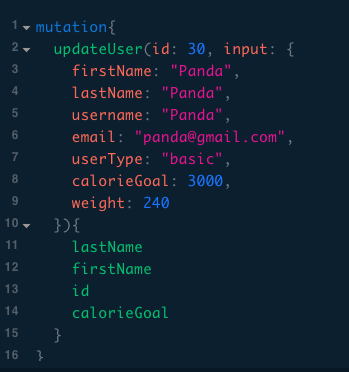 1 mutation{
2 updateUser(id: 30, input: {
3 firstName: "Panda",
4 lastName: "Panda",
5 username: "Panda",
6 email: "panda@gmail.com",
7 userType: "basic",
8 calorieGoal: 3000,
9 weight: 240
10 }){
11 lastName
12 firstName
13 id
14 calorieGoal
15 }
16 }